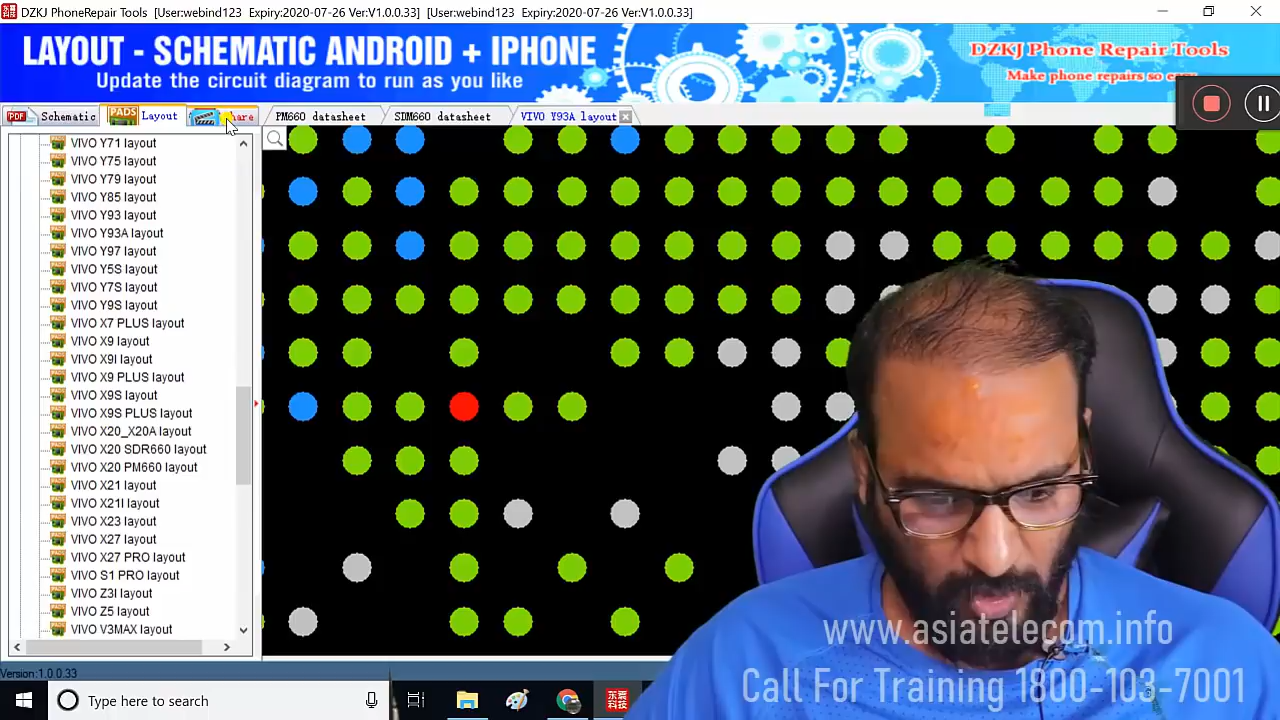 DZKJ PhoneRepair Tools [User:webind123 Expiry:2020-07-26 Ver:V1.0.0.33] [User:webind123 Expiry:2020-07-26 Ver:V1.0.0.33]
LAYOUT - SCHEMATIC ANDROID + IPHONE
Update the circuit diagram to run as you like
DZKJ Phone Repair Tools
Make phone repairs so easy
PDF Schematic PADS Layout Share PM660 datasheet SDM660 datasheet VIVO Y93A layout
VIVO Y71 layout
VIVO Y75 layout
VIVO Y79 layout
VIVO Y85 layout
VIVO Y93 layout
VIVO Y93A layout
VIVO Y97 layout
VIVO Y5S layout
VIVO Y7S layout
VIVO Y9S layout
VIVO X7 PLUS layout
VIVO X9 layout
VIVO X9I layout
VIVO X9 PLUS layout
VIVO X9S layout
VIVO X9S PLUS layout
VIVO X20_X20A layout
VIVO X20 SDR660 layout
VIVO X20 PM660 layout
VIVO X21 layout
VIVO X21I layout
VIVO X23 layout
VIVO X27 layout
VIVO X27 PRO layout
VIVO S1 PRO layout
VIVO Z3I layout
VIVO Z5 layout
VIVO V3MAX layout
Version:1.0.0.33
Type here to search
www.asiatelecom.info
Call For Training 1800-103-7001